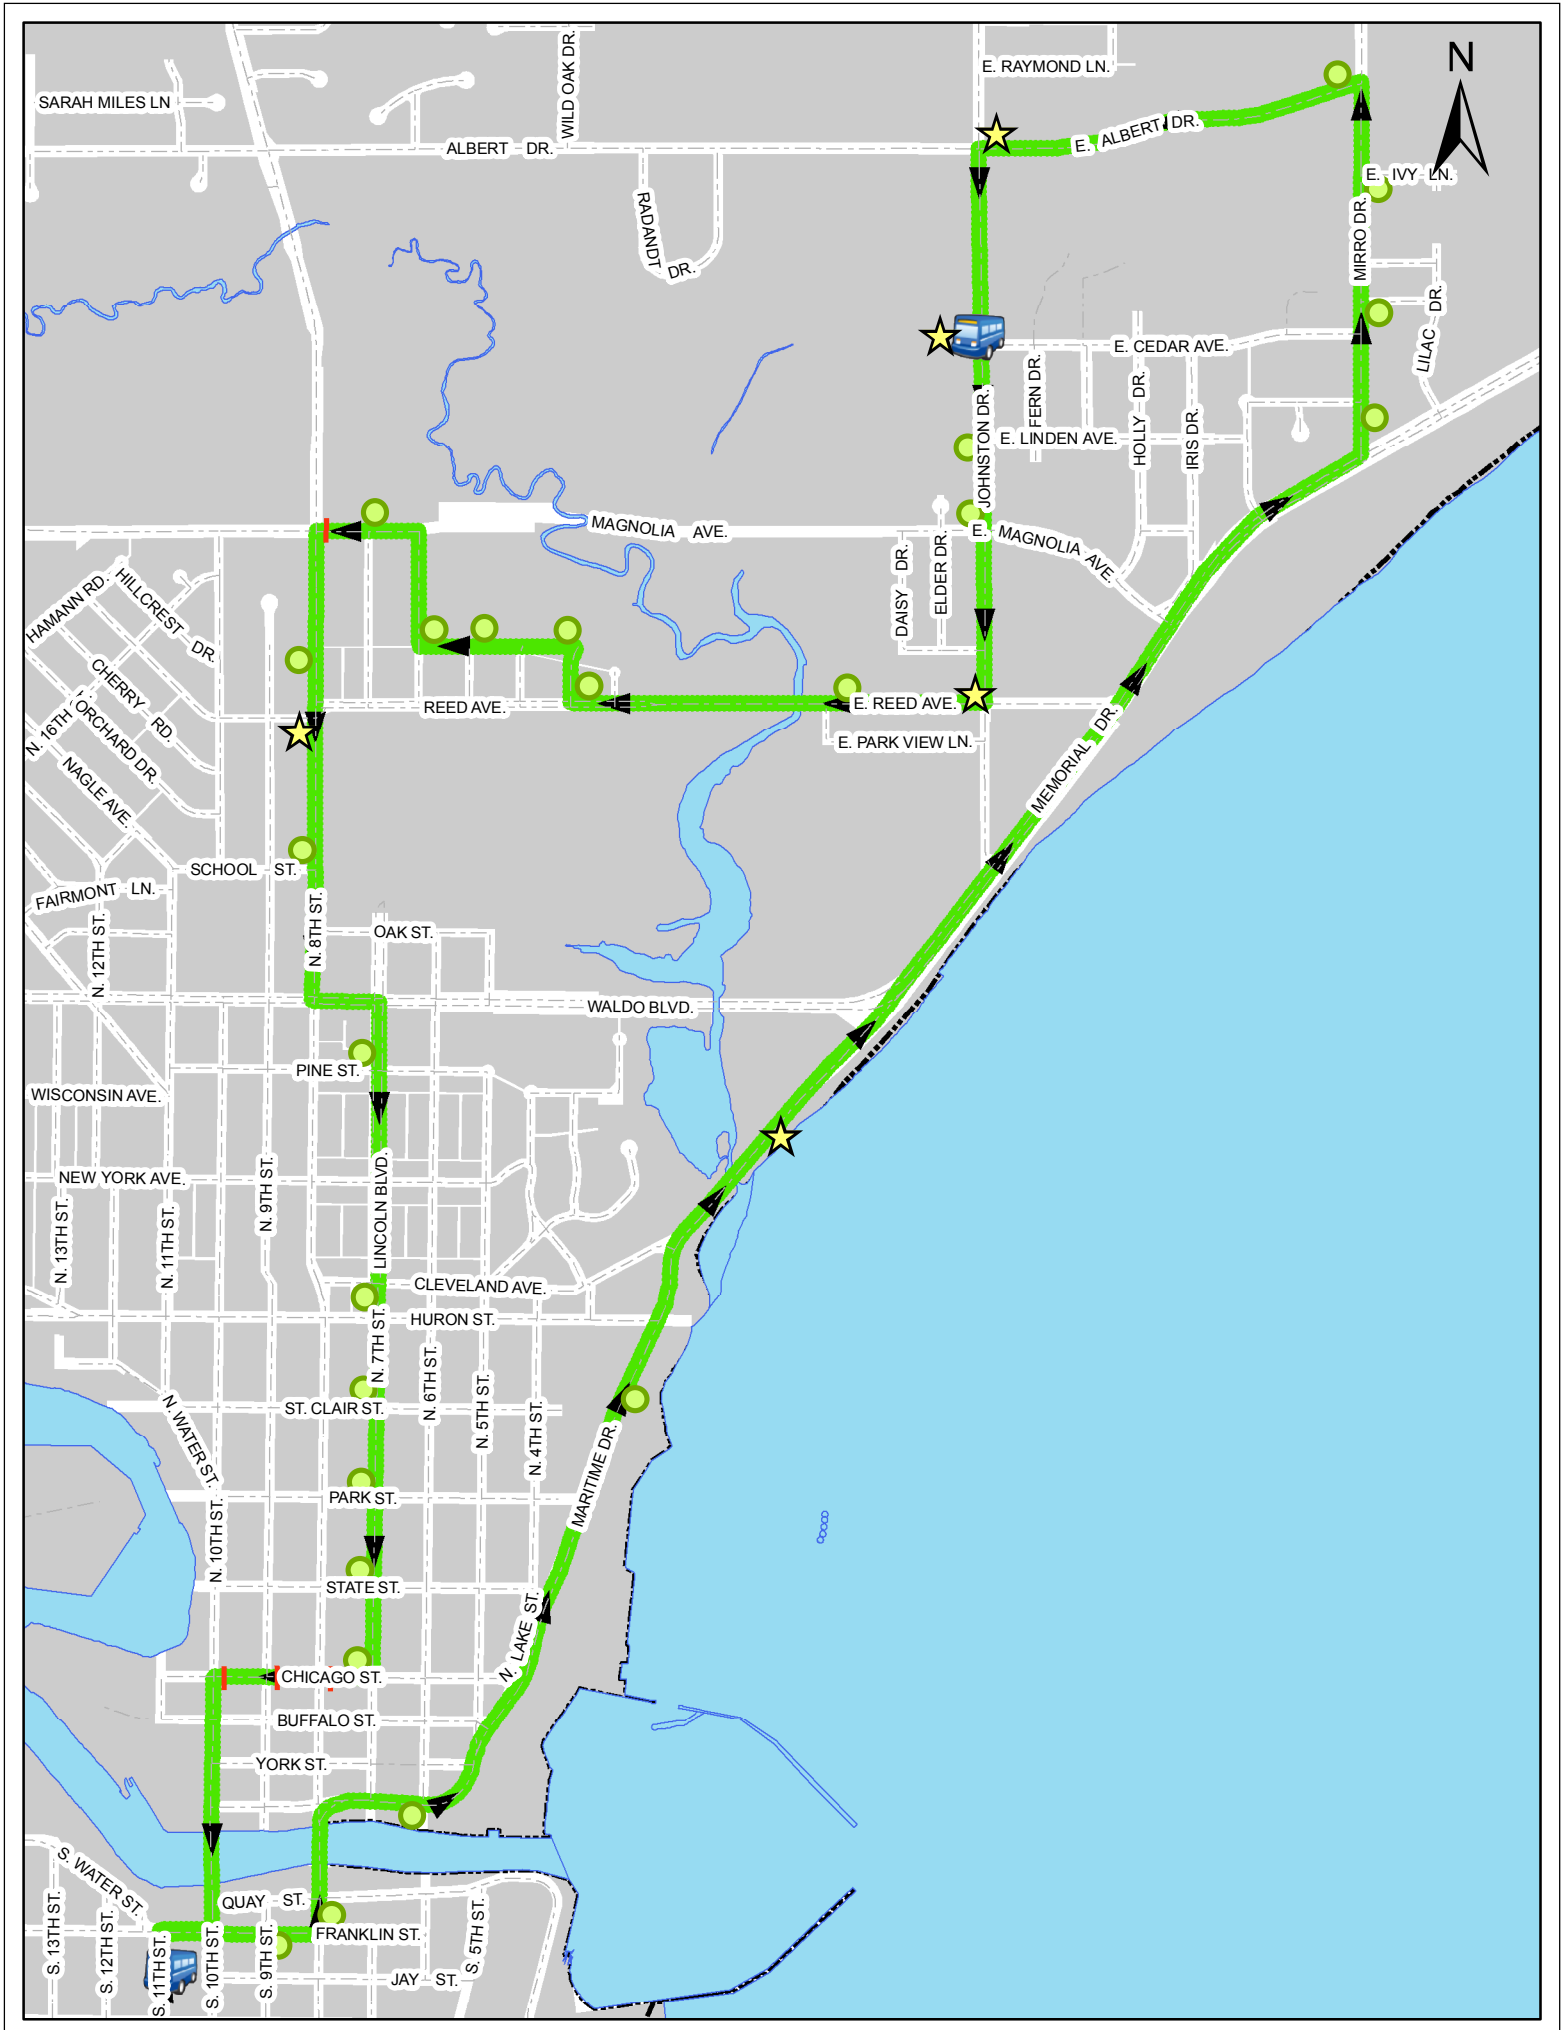 E. RAYMOND LN.
N
WILD OAK DR.
SARAH MILES LN
ALBERT DR.
E. ALBERT DR.
E. IVY LN.
RADANDT DR.
MIRRO DR.
LILAC DR.
E. CEDAR AVE.
FERN DR.
HOLLY DR.
IRIS DR.
JOHNSTON DR.
E. LINDEN AVE.
MAGNOLIA AVE.
E. MAGNOLIA AVE.
DAISY DR.
ELDER DR.
HAMANN RD.
HILLCREST DR.
CHERRY RD.
ORCHARD DR.
N. 16TH
NAGLE AVE.
REED AVE.
E. REED AVE.
E. PARK VIEW LN.
MEMORIAL DR.
SCHOOL ST.
FAIRMONT LN.
N. 12TH ST.
N. 8TH ST.
OAK ST.
WALDO BLVD.
PINE ST.
WISCONSIN AVE.
NEW YORK AVE.
N. 13TH ST.
N. 11TH ST.
N. 9TH ST.
LINCOLN BLVD.
CLEVELAND AVE.
HURON ST.
N. 7TH ST.
N. 6TH ST.
N. 5TH ST.
N. 4TH ST.
ST. CLAIR ST.
N. WATER ST.
MARITIME DR.
PARK ST.
N. 10TH ST.
STATE ST.
N. LAKE ST.
CHICAGO ST.
BUFFALO ST.
YORK ST.
S. WATER ST.
QUAY ST.
FRANKLIN ST.
S. 13TH ST.
S. 12TH ST.
S. 11TH ST.
S. 10TH ST.
S. 9TH ST.
S. 5TH ST.
JAY ST.